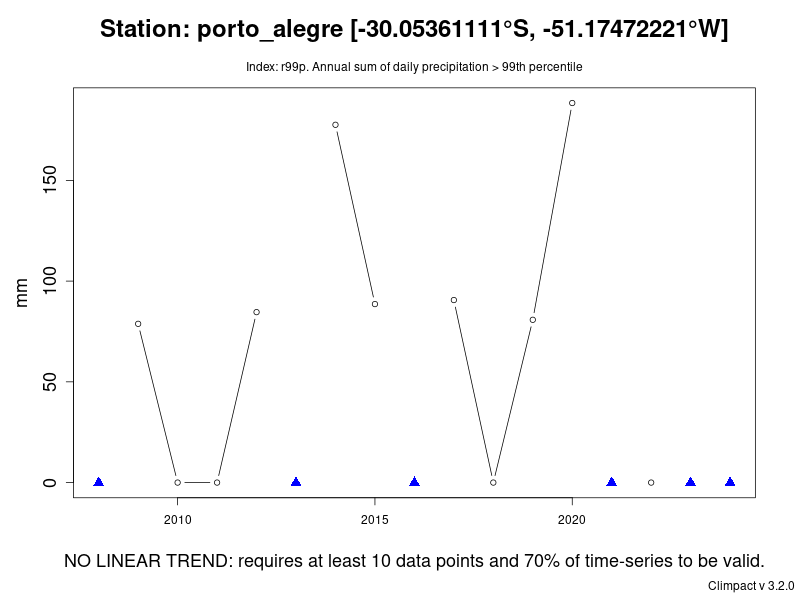 Station: porto_alegre [-30.05361111°S, -51.17472221°W]
Index: r99p. Annual sum of daily precipitation > 99th percentile
mm
150
100
50
0
2010 2015 2020
NO LINEAR TREND: requires at least 10 data points and 70% of time-series to be valid.
Climpact v 3.2.0